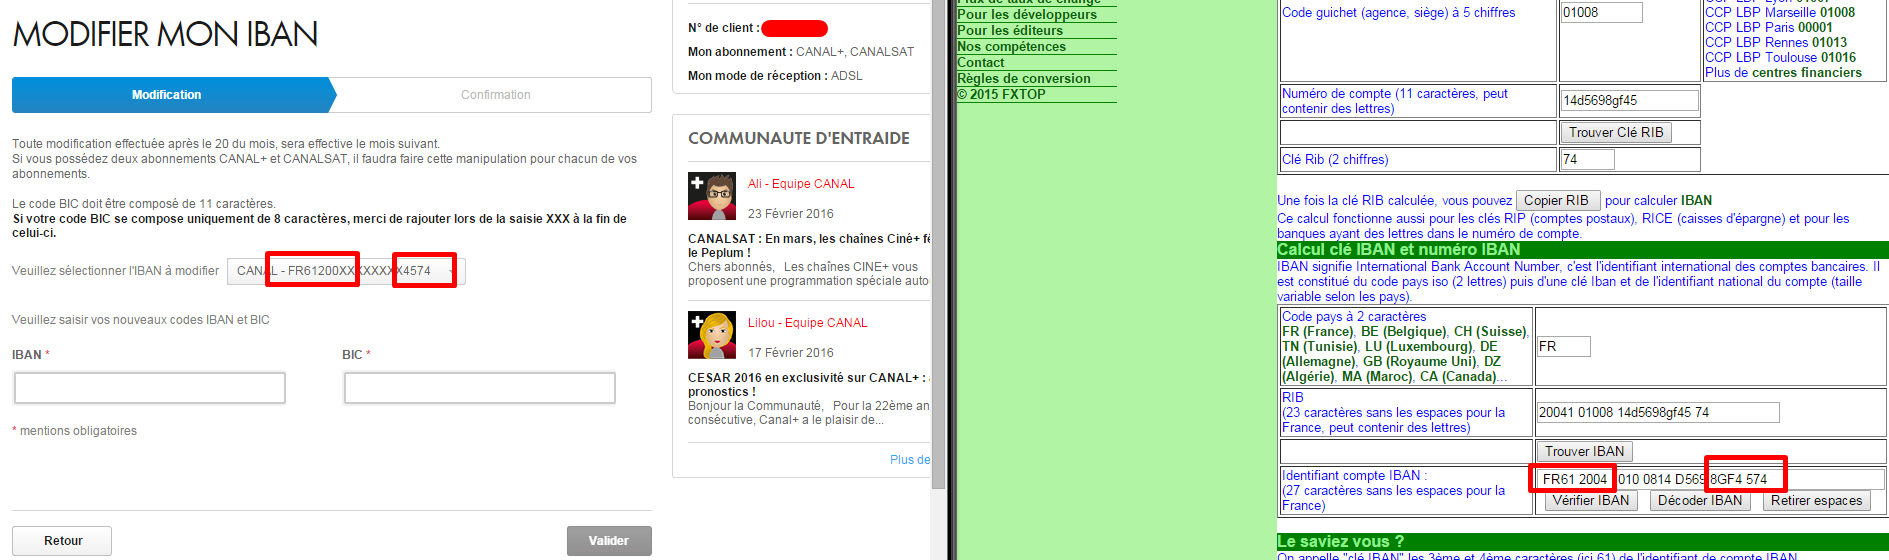 MODIFIER MON IBAN
Modification
Confirmation
Toute modification effectuée après le 20 du mois, sera effective le mois suivant.
Si vous possédez deux abonnements CANAL+ et CANALSAT, il faudra faire cette manipulation pour chacun de vos
abonnements.
Le code BIC doit être composé de 11 caractères.
Si votre code BIC se compose uniquement de 8 caractères, merci de rajouter lors de la saisie XXX à la fin de
celui-ci.
Veuillez sélectionner l'IBAN à modifier
CANAL - FR61200XXXXXXXX4574
Veuillez saisir vos nouveaux codes IBAN et BIC
IBAN *
BIC *
* mentions obligatoires
Retour
Valider
N° de client :
Mon abonnement : CANAL+, CANALSAT
Mon mode de réception : ADSL
COMMUNAUTE D'ENTRAIDE
Ali - Equipe CANAL
23 Février 2016
CANALSAT : En mars, les chaînes Ciné+ fê
le Peplum !
Chers abonnés, Les chaînes CINE+ vous
proposent une programmation spéciale auto
Lilou - Equipe CANAL
17 Février 2016
CESAR 2016 en exclusivité sur CANAL+ :
pronostics !
Bonjour la Communauté, Pour la 22ème an
consécutive, Canal+ a le plaisir de...
Plus de
Flux de taux de change
Pour les développeurs
Pour les éditeurs
Nos compétences
Contact
Règles de conversion
© 2015 FXTOP
Code guichet (agence, siège) à 5 chiffres
01008
CCP LBP Marseille 01008
CCP LBP Paris 00001
CCP LBP Rennes 01013
CCP LBP Toulouse 01016
Plus de centres financiers
Numéro de compte (11 caractères, peut
contenir des lettres)
14d5698gf45
Trouver Clé RIB
Clé Rib (2 chiffres)
74
Une fois la clé RIB calculée, vous pouvez Copier RIB pour calculer IBAN
Ce calcul fonctionne aussi pour les clés RIP (comptes postaux), RICE (caisses d'épargne) et pour les
banques ayant des lettres dans le numéro de compte.
Calcul clé IBAN et numéro IBAN
IBAN signifie International Bank Account Number, c'est l'identifiant international des comptes bancaires. Il
est constitué du code pays iso (2 lettres) puis d'une clé Iban et de l'identifiant national du compte (taille
variable selon les pays).
Code pays à 2 caractères
FR (France), BE (Belgique), CH (Suisse),
TN (Tunisie), LU (Luxembourg), DE
(Allemagne), GB (Royaume Uni), DZ
(Algérie), MA (Maroc), CA (Canada)...
FR
RIB
(23 caractères sans les espaces pour la
France, peut contenir des lettres)
20041 01008 14d5698gf45 74
Trouver IBAN
Identifiant compte IBAN :
(27 caractères sans les espaces pour la
France)
FR61 2004 010 0814 D569 8GF4 574
Vérifier IBAN
Décoder IBAN
Retirer espaces
Le saviez vous ?
On appelle "clé IBAN" les 3ème et 4ème caractères (ici 61) de l'identifiant de compte IBAN